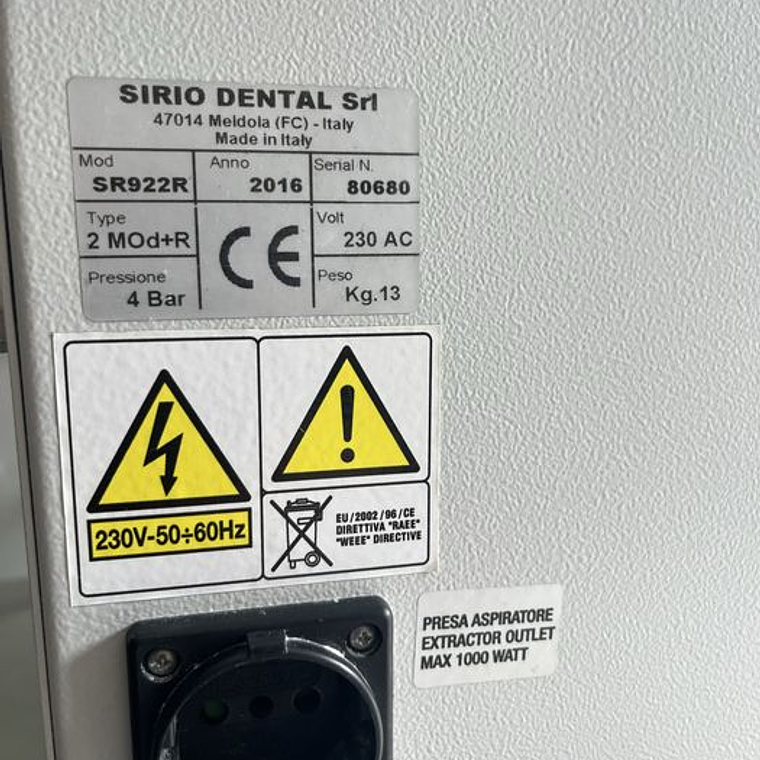 SIRIO DENTAL Srl
47014 Meldola (FC) - Italy
Made in Italy
Mod
SR922R
Anno
2016
Serial N.
80680
Type
2 MOd+R
CE
Volt
230 AC
Pressione
4 Bar
Peso
Kg.13
230V-50÷60Hz
!
EU/2002/96/CE
DIRETTIVA "RAEE"
"WEEE" DIRECTIVE
PRESA ASPIRATORE
EXTRACTOR OUTLET
MAX 1000 WATT